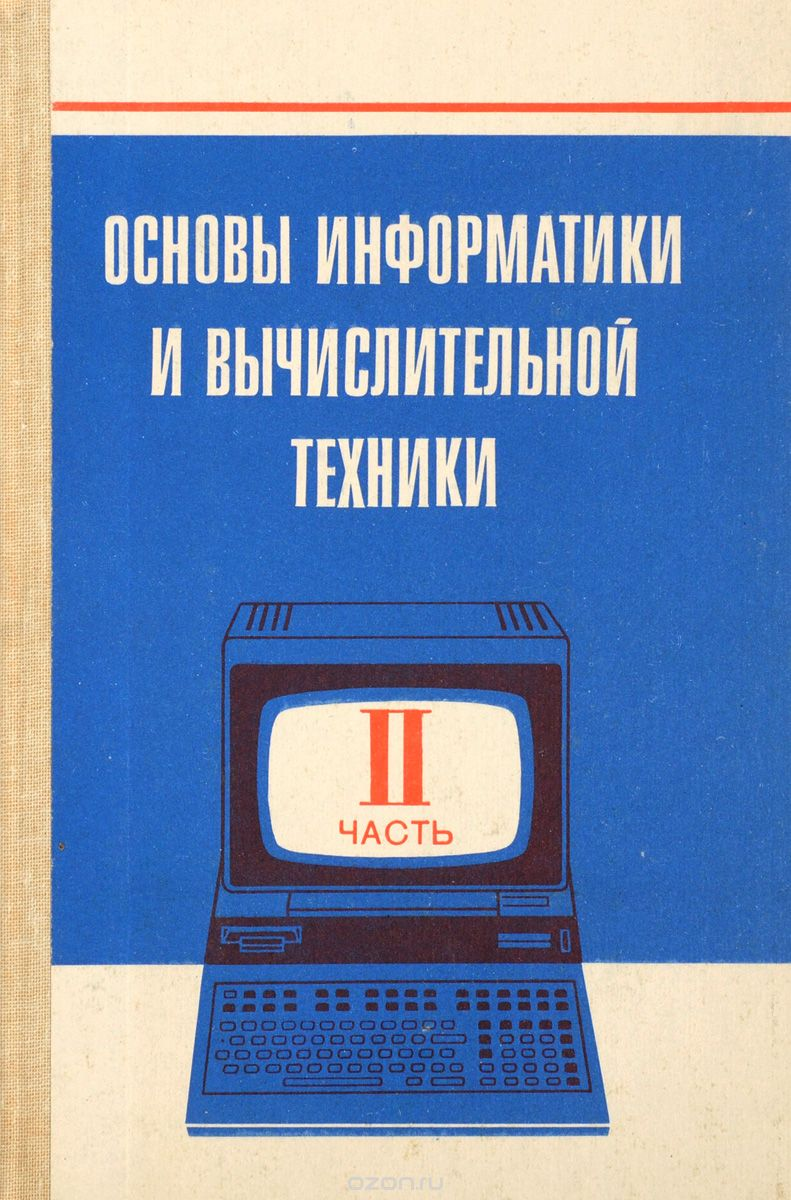 ОСНОВЫ ИНФОРМАТИКИ
И ВЫЧИСЛИТЕЛЬНОЙ
ТЕХНИКИ
II
ЧАСТЬ
ozon.ru